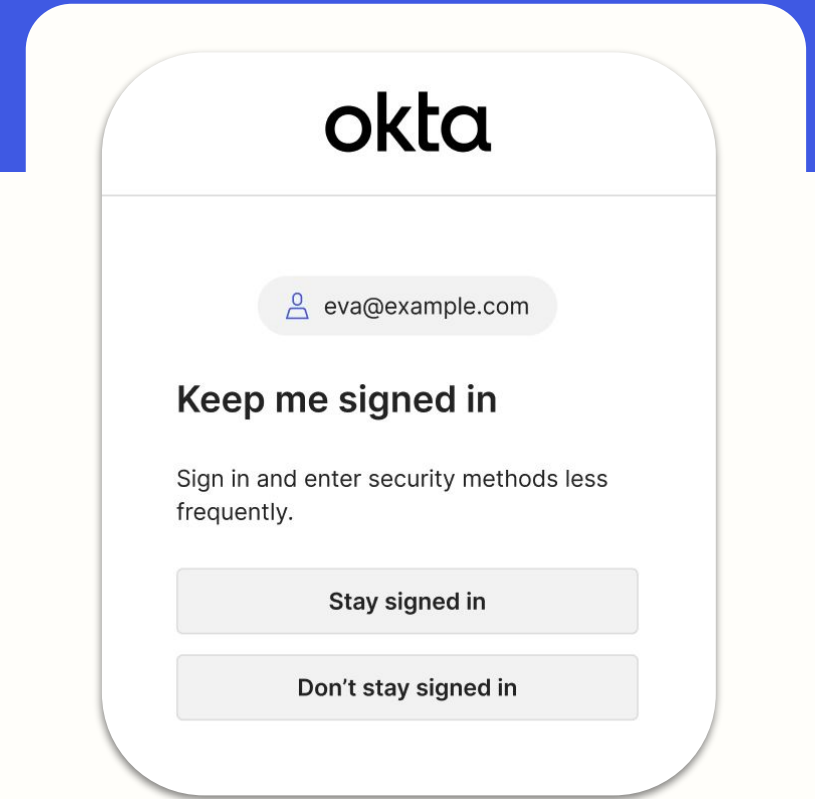 okta
eva@example.com
Keep me signed in
Sign in and enter security methods less
frequently.
Stay signed in
Don’t stay signed in